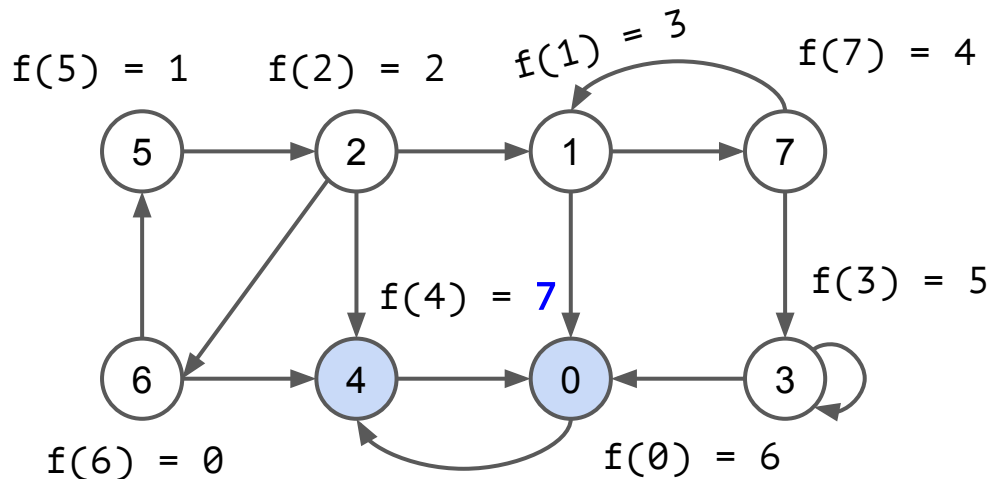 f(5) = 1
f(2) = 2
f(1) = 3
f(7) = 4
5
2
1
7
f(4) = 7
f(3) = 5
6
4
0
3
f(6) = 0
f(0) = 6